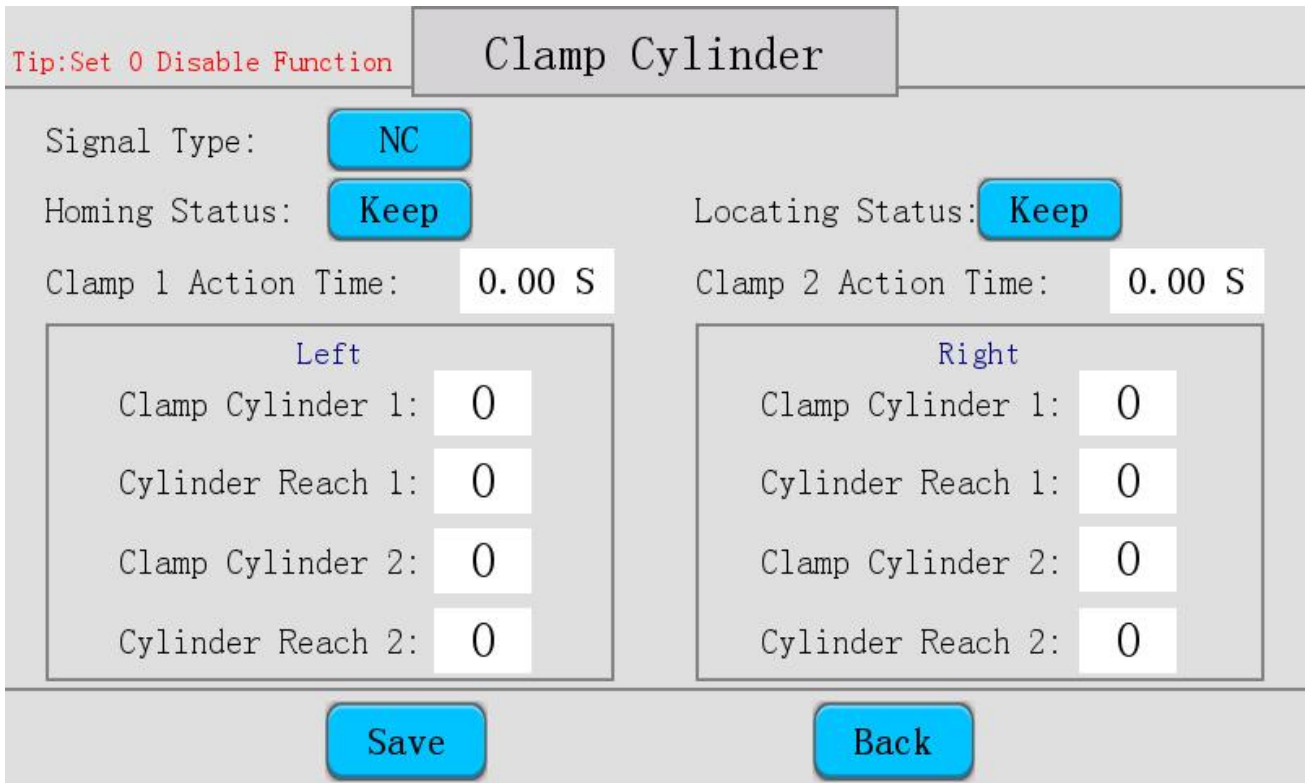 Tip:Set 0 Disable Function
Clamp Cylinder
Signal Type: NC
Homing Status: Keep
Locating Status: Keep
Clamp 1 Action Time: 0.00 S
Clamp 2 Action Time: 0.00 S
Left
Clamp Cylinder 1: 0
Cylinder Reach 1: 0
Clamp Cylinder 2: 0
Cylinder Reach 2: 0
Right
Clamp Cylinder 1: 0
Cylinder Reach 1: 0
Clamp Cylinder 2: 0
Cylinder Reach 2: 0
Save
Back